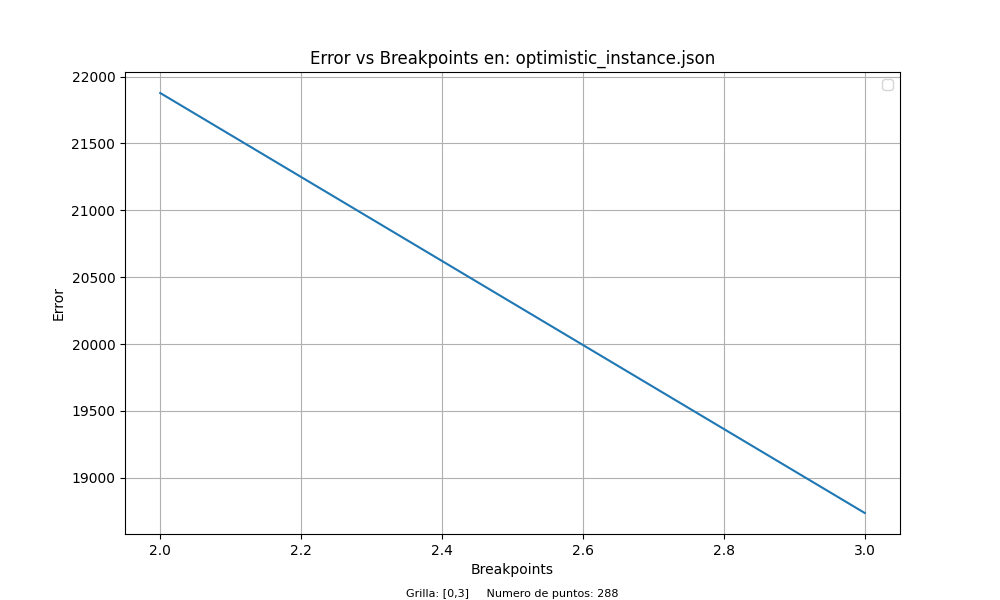 Error vs Breakpoints en: optimistic_instance.json
22000
21500
21000
20500
20000
19500
19000
Error
2.0 2.2 2.4 2.6 2.8 3.0
Breakpoints
Grilla: [0,3] Numero de puntos: 288